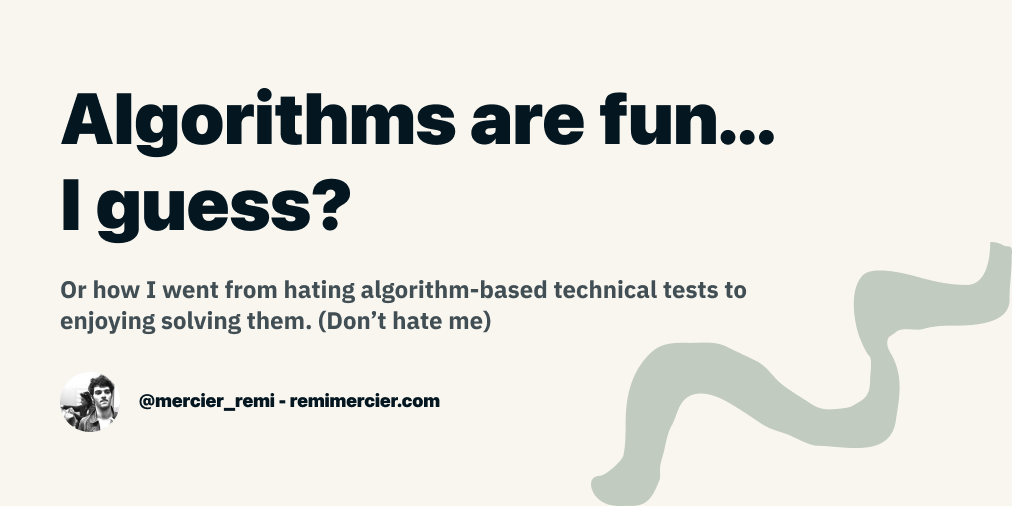 Algorithms are fun...
I guess?
Or how I went from hating algorithm-based technical tests to
enjoying solving them. (Don’t hate me)
@mercier_remi - remimercier.com